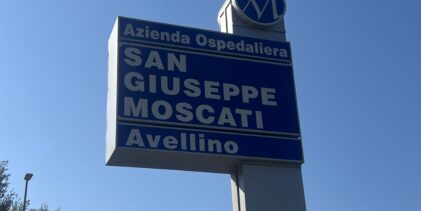 M
Azienda Ospedaliera
SAN
GIUSEPPE
MOSCATI
Avellino